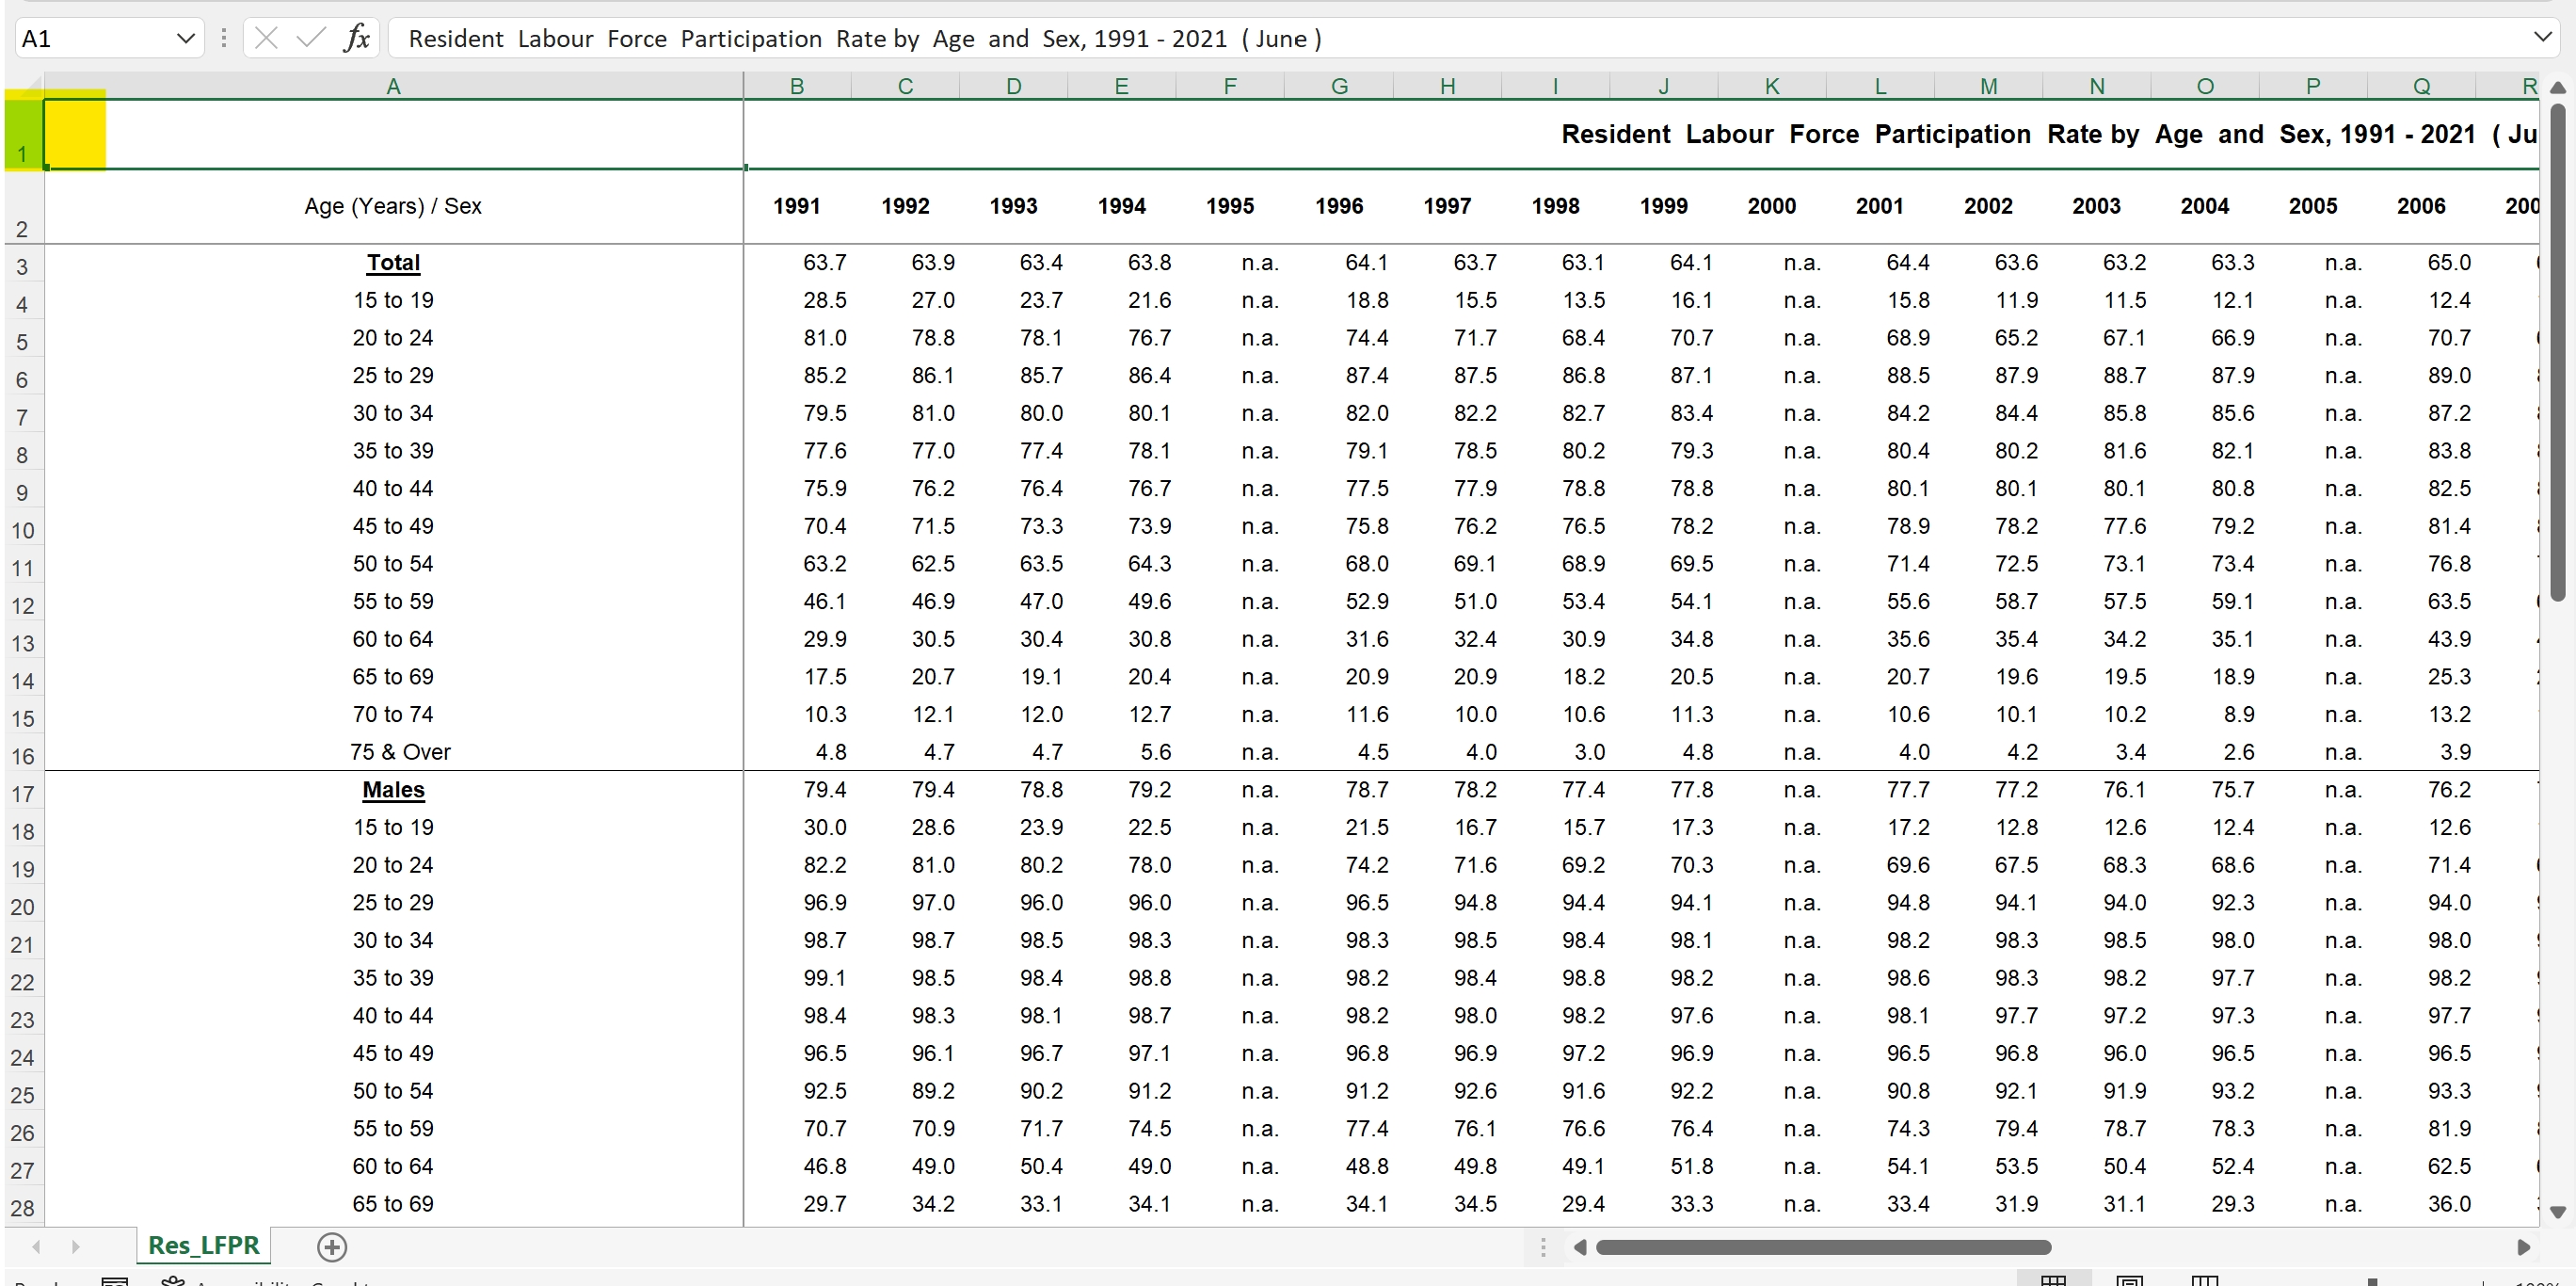 A1 fx Resident Labour Force Participation Rate by Age and Sex, 1991 - 2021 ( June )
A B C D E F G H I J K L M N O P Q R
1 Resident Labour Force Participation Rate by Age and Sex, 1991 - 2021 ( Ju
2 Age (Years) / Sex 1991 1992 1993 1994 1995 1996 1997 1998 1999 2000 2001 2002 2003 2004 2005 2006 200
3 Total 63.7 63.9 63.4 63.8 n.a. 64.1 63.7 63.1 64.1 n.a. 64.4 63.6 63.2 63.3 n.a. 65.0
4 15 to 19 28.5 27.0 23.7 21.6 n.a. 18.8 15.5 13.5 16.1 n.a. 15.8 11.9 11.5 12.1 n.a. 12.4
5 20 to 24 81.0 78.8 78.1 76.7 n.a. 74.4 71.7 68.4 70.7 n.a. 68.9 65.2 67.1 66.9 n.a. 70.7
6 25 to 29 85.2 86.1 85.7 86.4 n.a. 87.4 87.5 86.8 87.1 n.a. 88.5 87.9 88.7 87.9 n.a. 89.0
7 30 to 34 79.5 81.0 80.0 80.1 n.a. 82.0 82.2 82.7 83.4 n.a. 84.2 84.4 85.8 85.6 n.a. 87.2
8 35 to 39 77.6 77.0 77.4 78.1 n.a. 79.1 78.5 80.2 79.3 n.a. 80.4 80.2 81.6 82.1 n.a. 83.8
9 40 to 44 75.9 76.2 76.4 76.7 n.a. 77.5 77.9 78.8 78.8 n.a. 80.1 80.1 80.1 80.8 n.a. 82.5
10 45 to 49 70.4 71.5 73.3 73.9 n.a. 75.8 76.2 76.5 78.2 n.a. 78.9 78.2 77.6 79.2 n.a. 81.4
11 50 to 54 63.2 62.5 63.5 64.3 n.a. 68.0 69.1 68.9 69.5 n.a. 71.4 72.5 73.1 73.4 n.a. 76.8
12 55 to 59 46.1 46.9 47.0 49.6 n.a. 52.9 51.0 53.4 54.1 n.a. 55.6 58.7 57.5 59.1 n.a. 63.5
13 60 to 64 29.9 30.5 30.4 30.8 n.a. 31.6 32.4 30.9 34.8 n.a. 35.6 35.4 34.2 35.1 n.a. 43.9
14 65 to 69 17.5 20.7 19.1 20.4 n.a. 20.9 20.9 18.2 20.5 n.a. 20.7 19.6 19.5 18.9 n.a. 25.3
15 70 to 74 10.3 12.1 12.0 12.7 n.a. 11.6 10.0 10.6 11.3 n.a. 10.6 10.1 10.2 8.9 n.a. 13.2
16 75 & Over 4.8 4.7 4.7 5.6 n.a. 4.5 4.0 3.0 4.8 n.a. 4.0 4.2 3.4 2.6 n.a. 3.9
17 Males 79.4 79.4 78.8 79.2 n.a. 78.7 78.2 77.4 77.8 n.a. 77.7 77.2 76.1 75.7 n.a. 76.2
18 15 to 19 30.0 28.6 23.9 22.5 n.a. 21.5 16.7 15.7 17.3 n.a. 17.2 12.8 12.6 12.4 n.a. 12.6
19 20 to 24 82.2 81.0 80.2 78.0 n.a. 74.2 71.6 69.2 70.3 n.a. 69.6 67.5 68.3 68.6 n.a. 71.4
20 25 to 29 96.9 97.0 96.0 96.0 n.a. 96.5 94.8 94.4 94.1 n.a. 94.8 94.1 94.0 92.3 n.a. 94.0
21 30 to 34 98.7 98.7 98.5 98.3 n.a. 98.3 98.5 98.4 98.1 n.a. 98.2 98.3 98.5 98.0 n.a. 98.0
22 35 to 39 99.1 98.5 98.4 98.8 n.a. 98.2 98.4 98.8 98.2 n.a. 98.6 98.3 98.2 97.7 n.a. 98.2
23 40 to 44 98.4 98.3 98.1 98.7 n.a. 98.2 98.0 98.2 97.6 n.a. 98.1 97.7 97.2 97.3 n.a. 97.7
24 45 to 49 96.5 96.1 96.7 97.1 n.a. 96.8 96.9 97.2 96.9 n.a. 96.5 96.8 96.0 96.5 n.a. 96.5
25 50 to 54 92.5 89.2 90.2 91.2 n.a. 91.2 92.6 91.6 92.2 n.a. 90.8 92.1 91.9 93.2 n.a. 93.3
26 55 to 59 70.7 70.9 71.7 74.5 n.a. 77.4 76.1 76.6 76.4 n.a. 74.3 79.4 78.7 78.3 n.a. 81.9
27 60 to 64 46.8 49.0 50.4 49.0 n.a. 48.8 49.8 49.1 51.8 n.a. 54.1 53.5 50.4 52.4 n.a. 62.5
28 65 to 69 29.7 34.2 33.1 34.1 n.a. 34.1 34.5 29.4 33.3 n.a. 33.4 31.9 31.1 29.3 n.a. 36.0
Res_LFPR